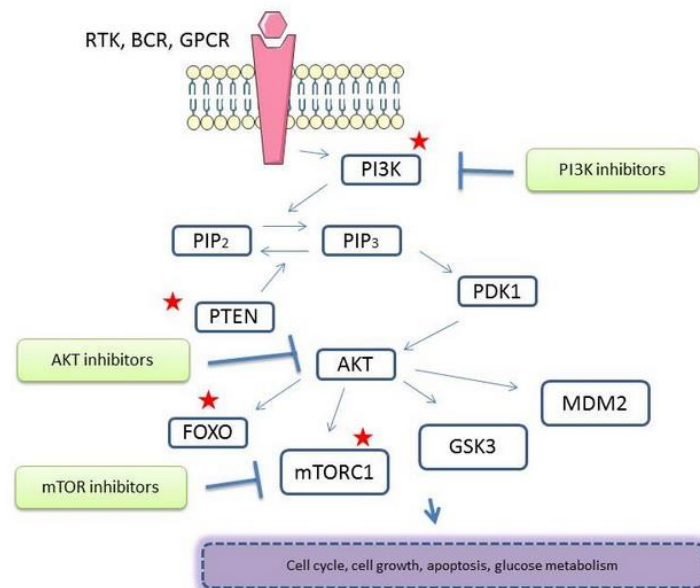 RTK, BCR, GPCR
PI3K
PI3K inhibitors
PIP₂
PIP₃
PDK1
PTEN
AKT inhibitors
AKT
MDM2
FOXO
GSK3
mTORC1
mTOR inhibitors
Cell cycle, cell growth, apoptosis, glucose metabolism